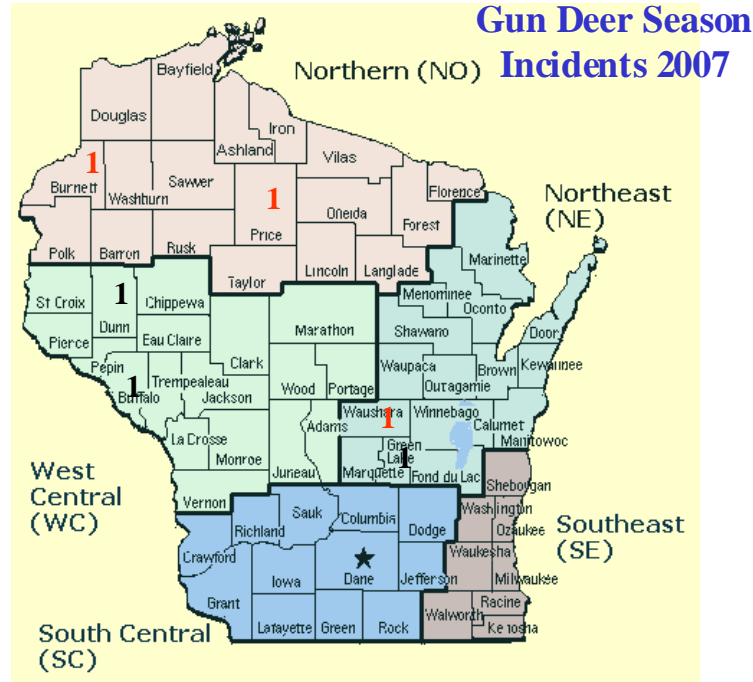 Gun Deer Season
Incidents 2007
Northern (NO)
Bayfield
Douglas
Iron
Ashland
Vilas
1
Burnett
Washburn
Sawyer
1
Price
Oneida
Florence
Forest
Polk
Barron
Rusk
Taylor
Lincoln
Langlade
Northeast
(NE)
Marinette
Menominee
Oconto
Shawano
Door
Waupaca
Brown
Kewaunee
Outagamie
Waushara
1
Winnebago
Calumet
Manitowoc
Green
Lake
1
Marquette
Fond du Lac
St Croix
1
Dunn
Chippewa
Pierce
Eau Claire
Marathon
Pepin
1
Buffalo
Trempealeau
Jackson
Clark
Wood
Portage
Adams
La Crosse
Monroe
Juneau
Vernon
West
Central
(WC)
Sheboygan
Washington
Ozaukee
Waukesha
Milwaukee
Racine
Walworth
Kenosha
Southeast
(SE)
Sauk
Columbia
Dodge
Richland
Crawford
Iowa
Dane
Jefferson
Grant
Lafayette
Green
Rock
South Central
(SC)